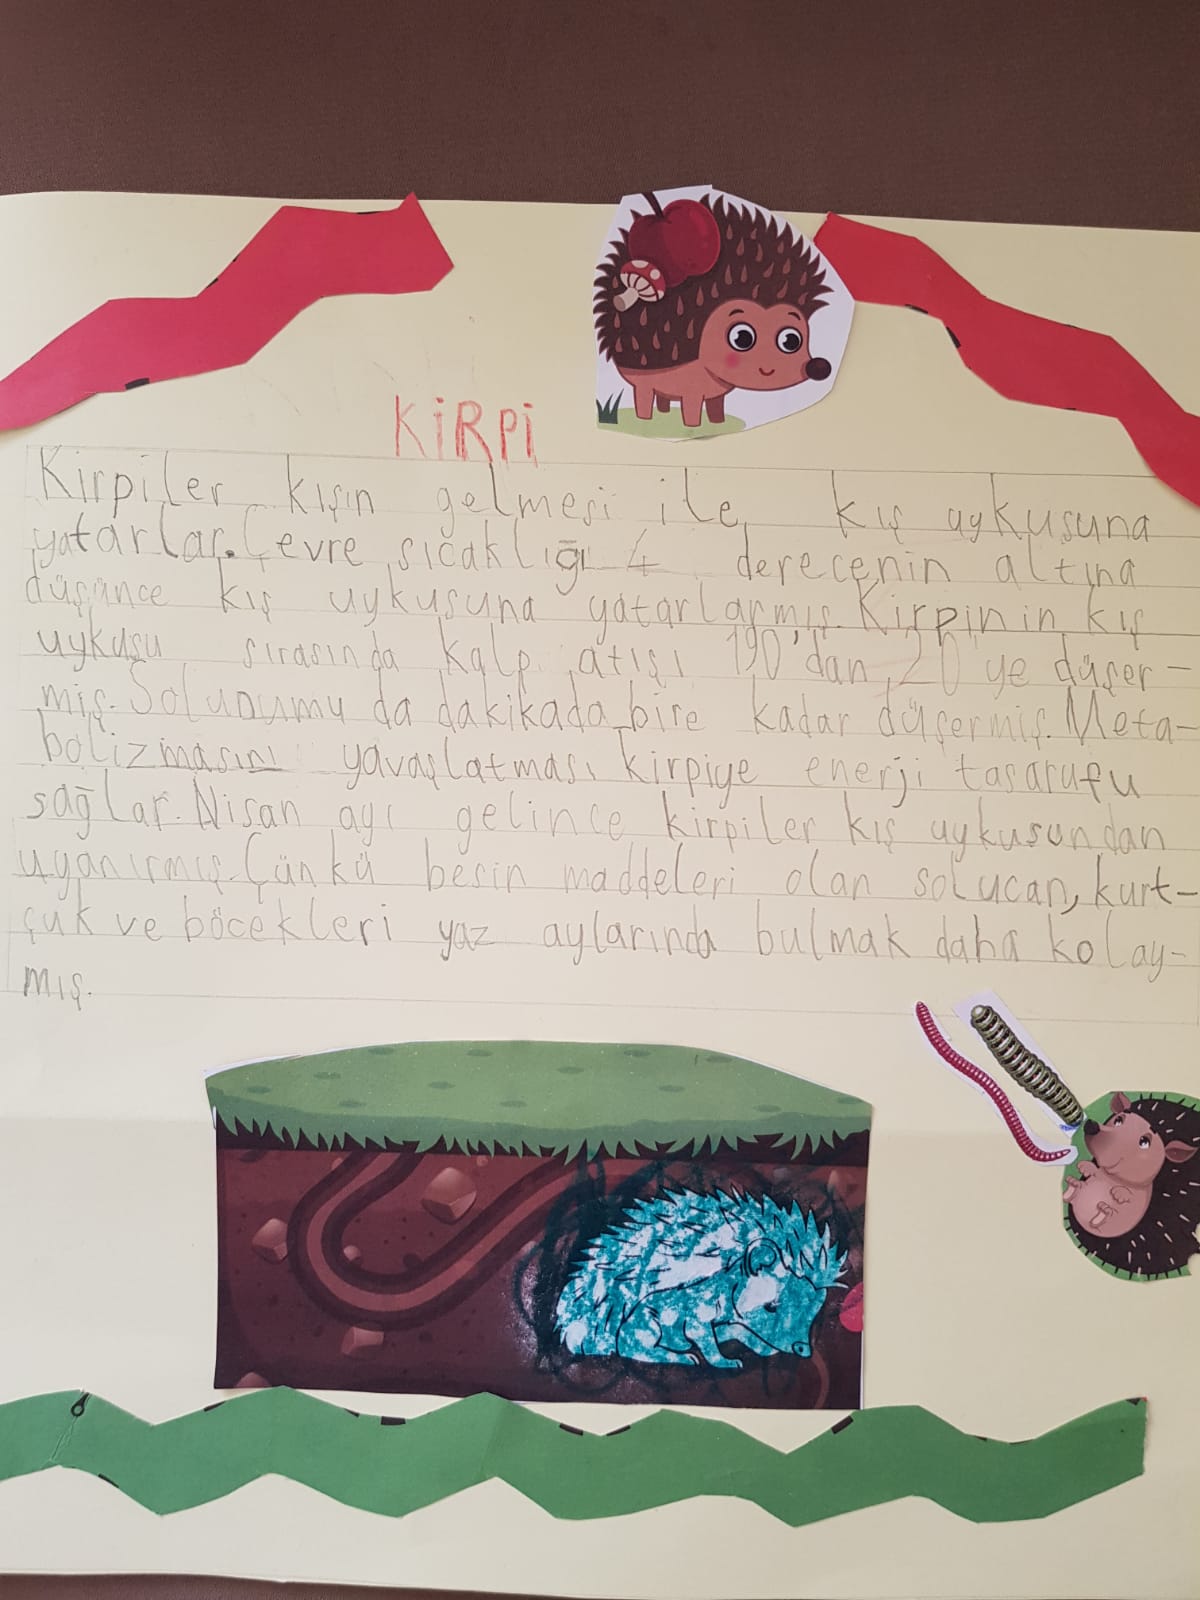 KİRPİ
Kirpiler kışın gelmesi ile kış uykusuna
yatarlar. Çevre sıcaklığı 4 derecenin altına
düşünce kış uykusuna yatarlarmış. Kirpinin kış
uykusu sırasında kalp atışı 190'dan 20'ye düşer-
miş. Solunumu da dakikada bire kadar düşermiş. Meta-
bolizmasını yavaşlatması kirpiye enerji tasarufu
sağlar. Nisan ayı gelince kirpiler kış uykusundan
uyanırmış. Çünkü besin maddeleri olan solucan, kurt-
çuk ve böcekleri yaz aylarında bulmak daha kolay-
mış.